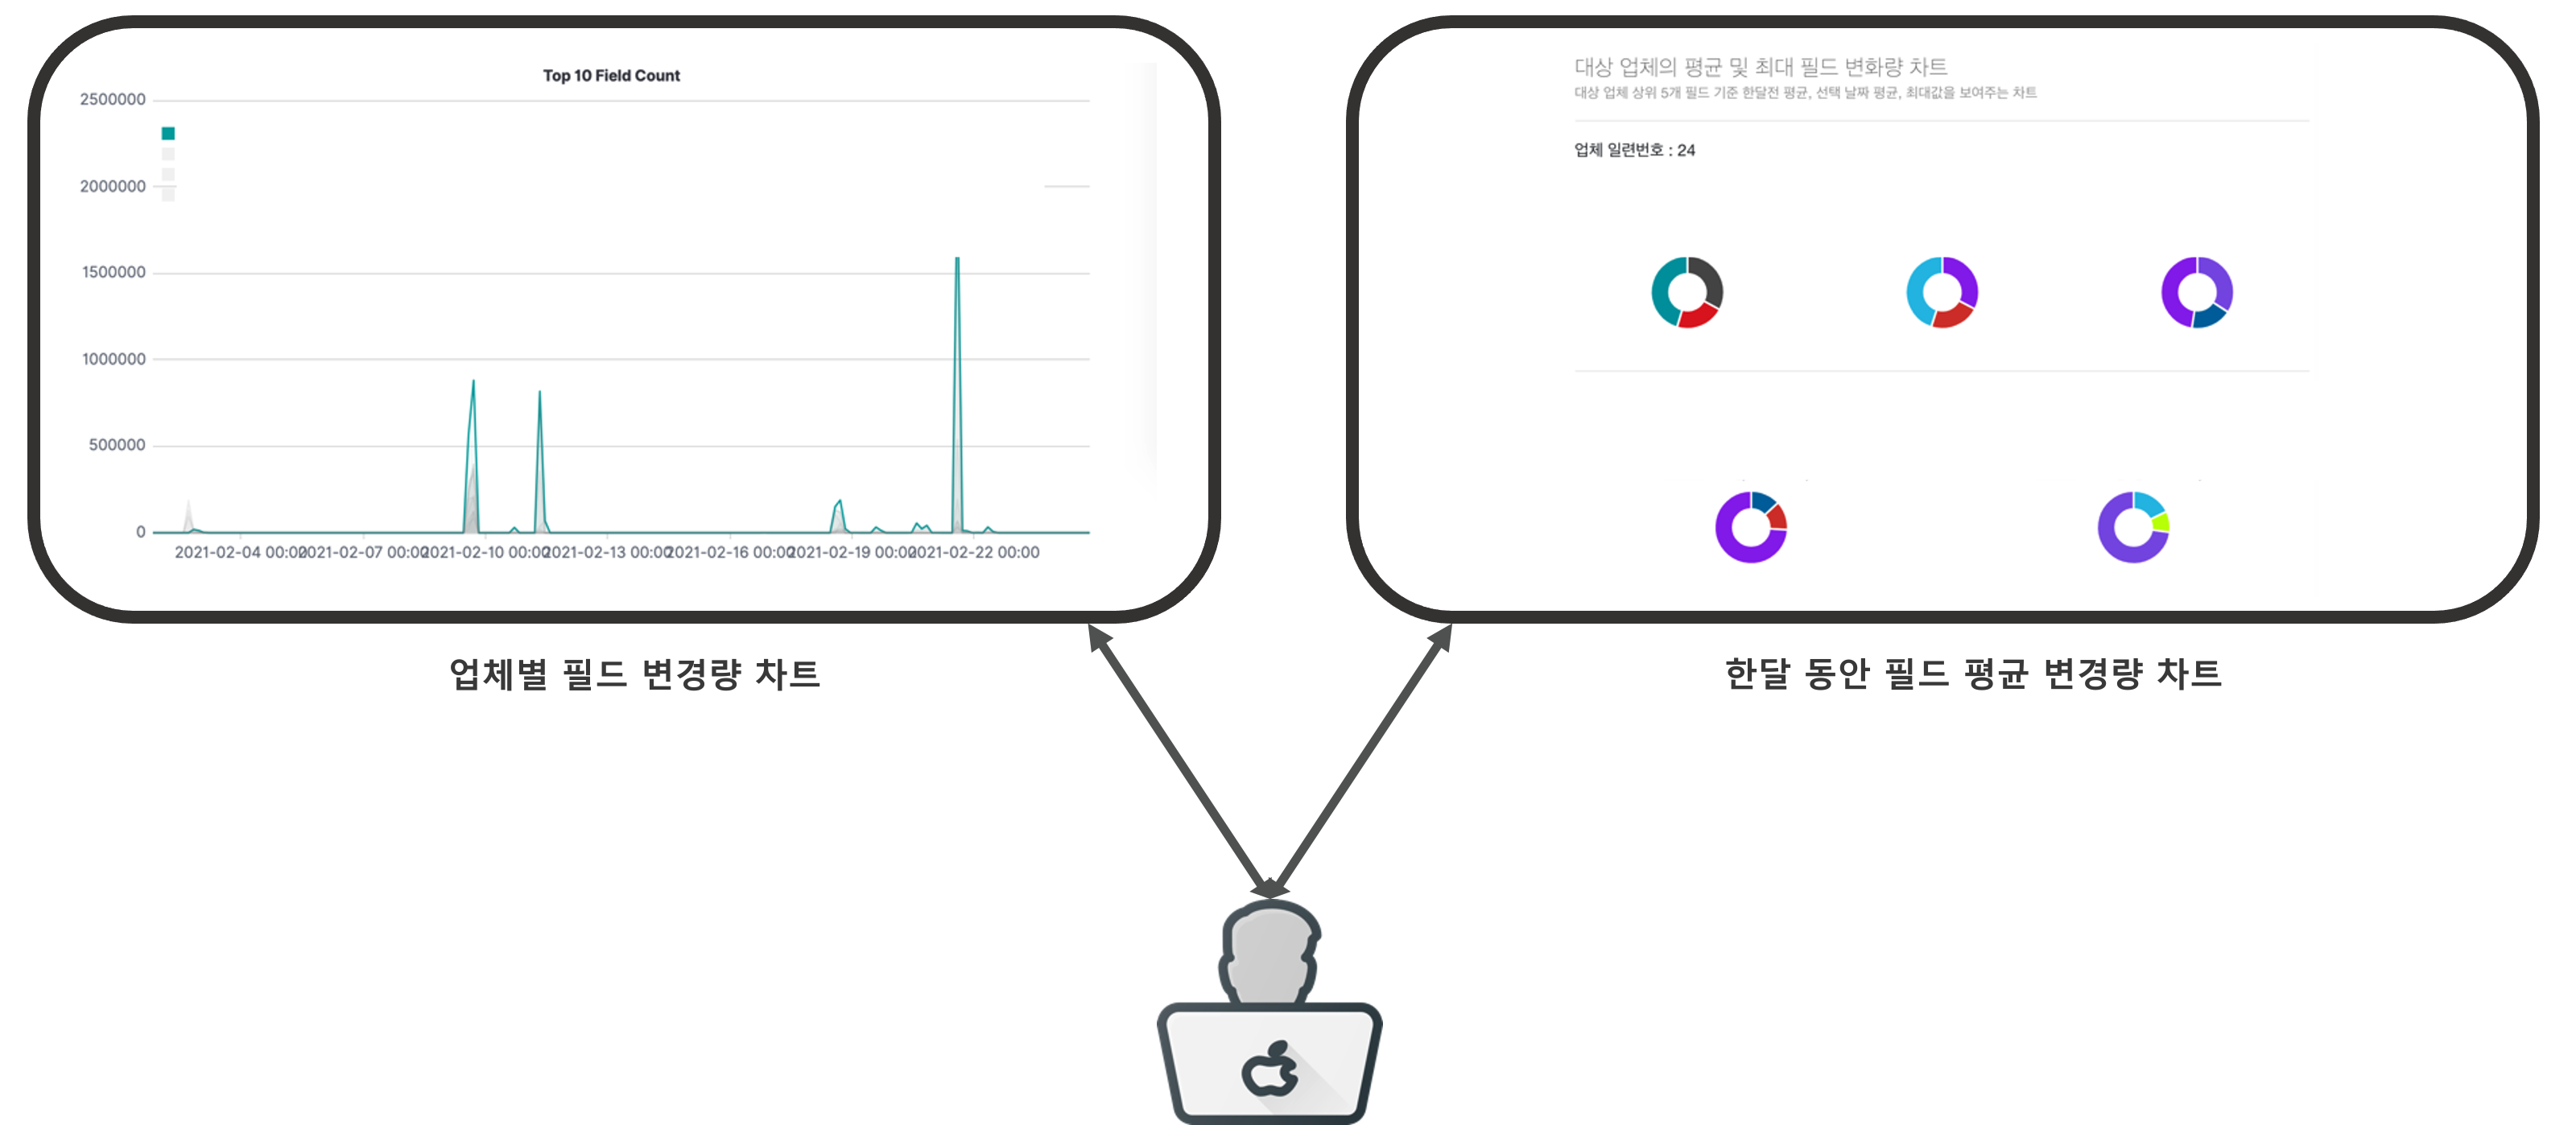 Top 10 Field Count
2500000
2000000
1500000
1000000
500000
0
2021-02-04 00:00
2021-02-07 00:00
2021-02-10 00:00
2021-02-13 00:00
2021-02-16 00:00
2021-02-19 00:00
2021-02-22 00:00
업체별 필드 변경량 차트
대상 업체의 평균 및 최대 필드 변화량 차트
대상 업체 상위 5개 필드 기준 한달전 평균, 선택 날짜 평균, 최대값을 보여주는 차트
업체 일련번호 : 24
한달 동안 필드 평균 변경량 차트